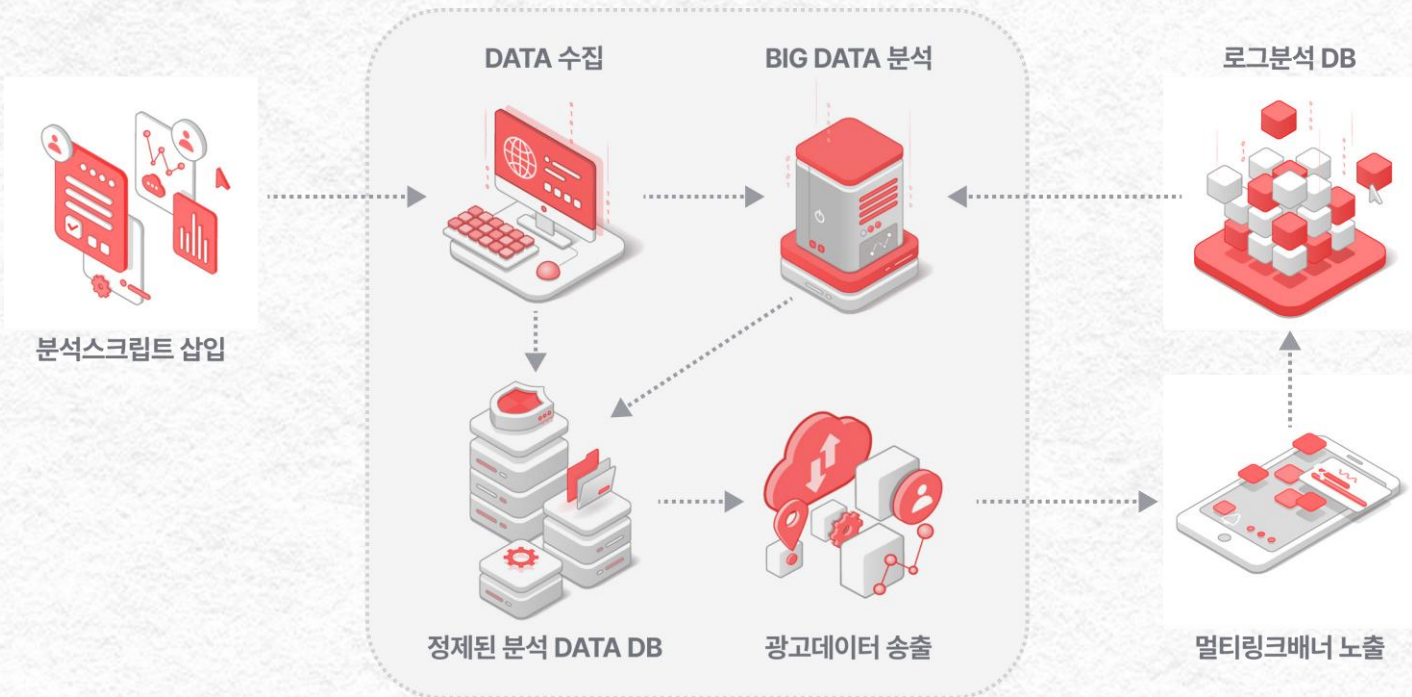 DATA 수집
BIG DATA 분석
로그분석 DB
분석스크립트 삽입
정제된 분석 DATA DB
광고데이터 송출
멀티링크배너 노출